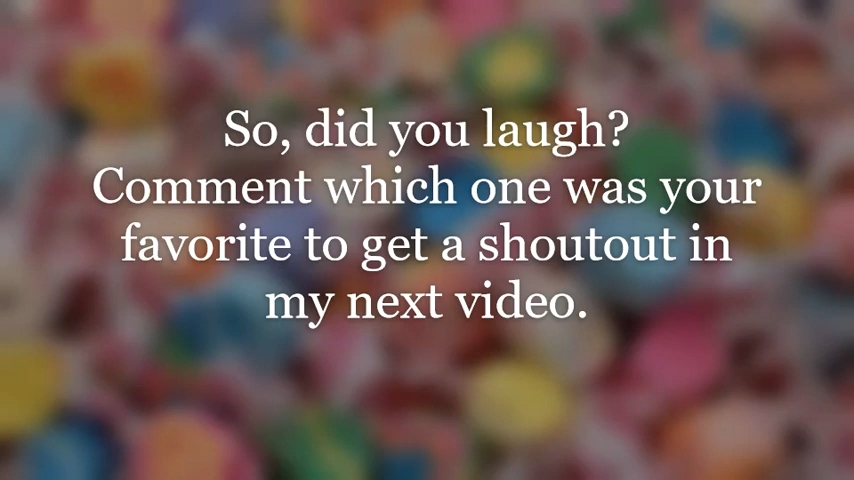 So, did you laugh?
Comment which one was your
favorite to get a shoutout in
my next video.